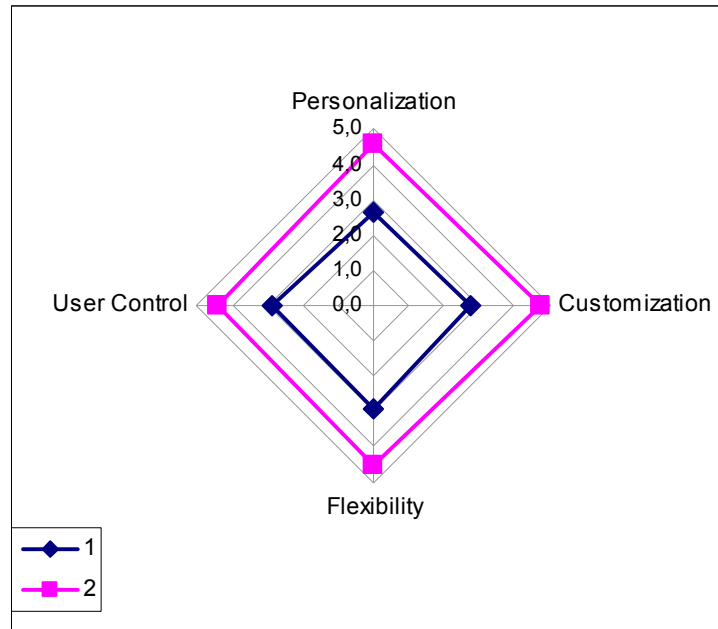 Personalization
5,0
4,0
3,0
2,0
1,0
0,0
User Control
Customization
Flexibility
1
2